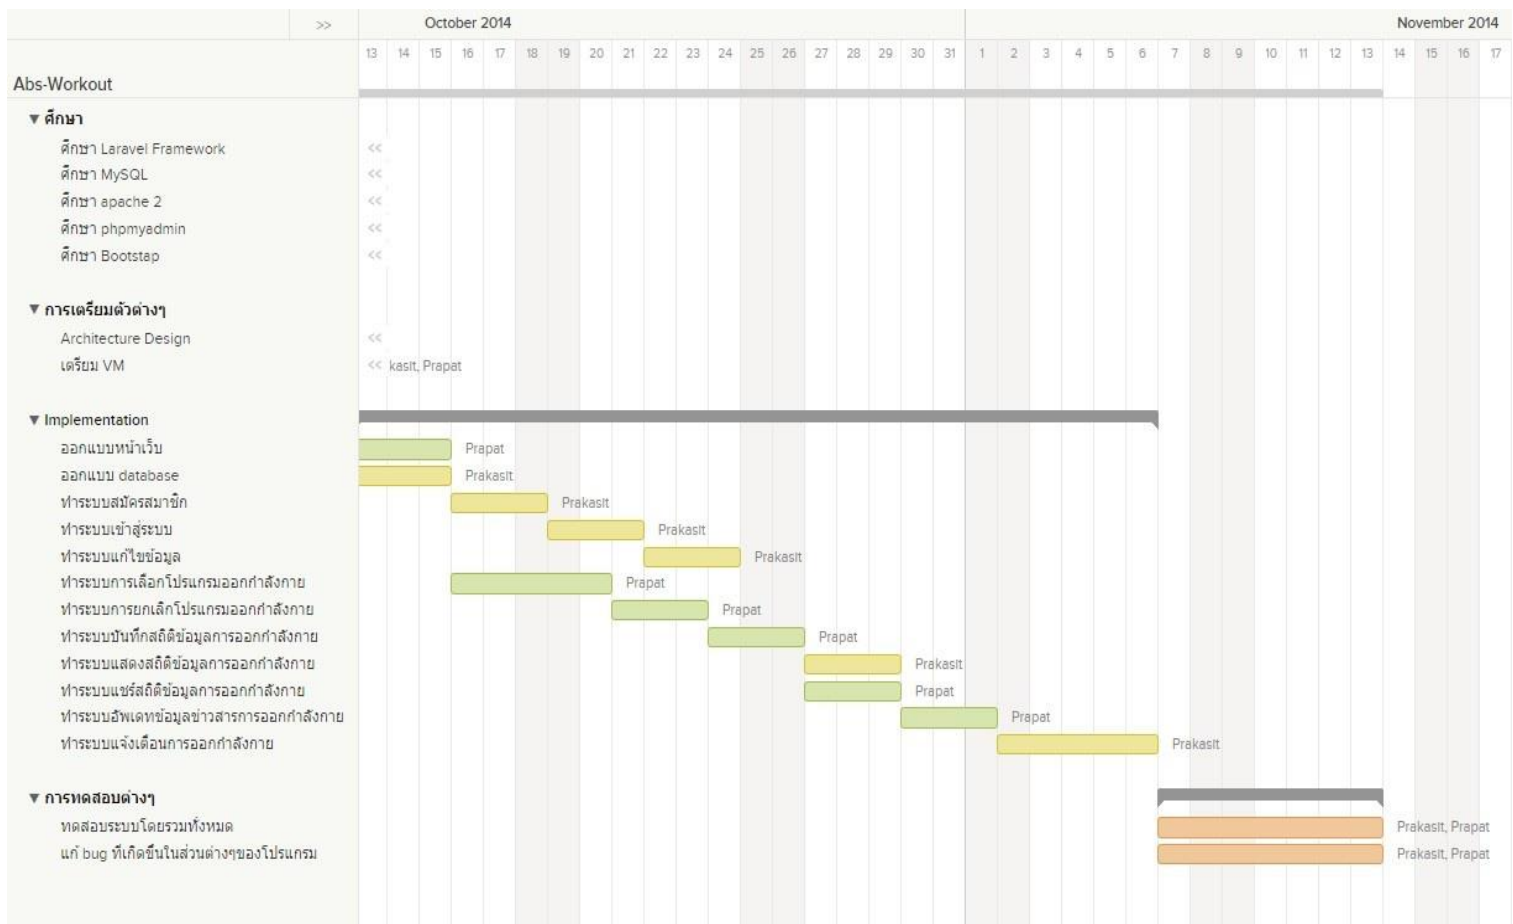 >> October 2014 November 2014
13 14 15 16 17 18 19 20 21 22 23 24 25 26 27 28 29 30 31 1 2 3 4 5 6 7 8 9 10 11 12 13 14 15 16 17
Abs-Workout
▼ ศึกษา
ศึกษา Laravel Framework <<
ศึกษา MySQL <<
ศึกษา apache 2 <<
ศึกษา phpmyadmin <<
ศึกษา Bootstap <<
▼ การเตรียมตัวต่างๆ
Architecture Design <<
เตรียม VM << kasit, Prapat
▼ Implementation
ออกแบบหน้าเว็บ Prapat
ออกแบบ database Prakasit
ทำระบบสมัครสมาชิก Prakasit
ทำระบบเข้าสู่ระบบ Prakasit
ทำระบบแก้ไขข้อมูล Prakasit
ทำระบบการเลือกโปรแกรมออกกำลังกาย Prapat
ทำระบบการยกเลิกโปรแกรมออกกำลังกาย Prapat
ทำระบบบันทึกสถิติข้อมูลการออกกำลังกาย Prapat
ทำระบบแสดงสถิติข้อมูลการออกกำลังกาย Prakasit
ทำระบบแชร์สถิติข้อมูลการออกกำลังกาย Prapat
ทำระบบอัพเดทข้อมูลข่าวสารการออกกำลังกาย Prapat
ทำระบบแจ้งเตือนการออกกำลังกาย Prakasit
▼ การทดสอบต่างๆ
ทดสอบระบบโดยรวมทั้งหมด Prakasit, Prapat
แก้ bug ที่เกิดขึ้นในส่วนต่างๆของโปรแกรม Prakasit, Prapat